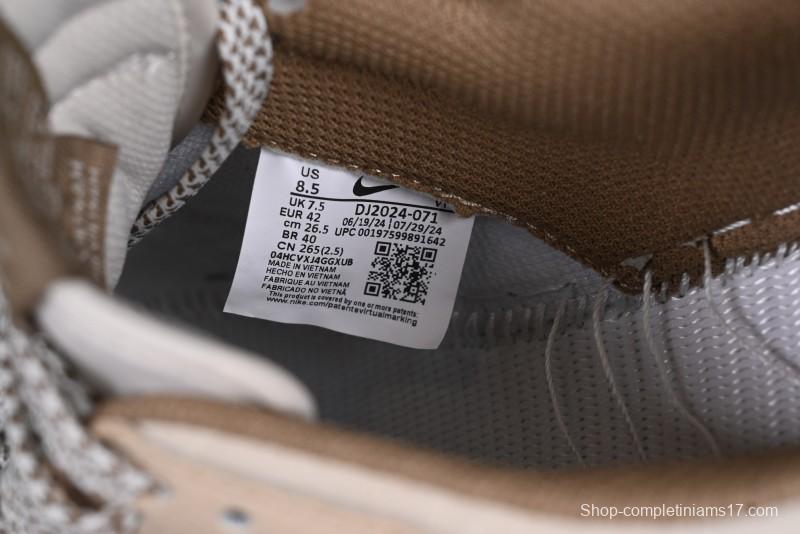 US
8.5
UK 7.5
EUR 42
cm 26.5
BR 40
CN 265(2.5)
V1
DJ2024-071
06/19/24 | 07/29/24
UPC 00197599891642
04HCVXJ4GGXUB
MADE IN VIETNAM
HECHO EN VIETNAM
FABRIQUE AU VIETNAM
FABRICADO NO VIETNÃ
This product is covered by one or more patents:
www.nike.com/patentsvirtualmarking
Shop-completiniams17.com